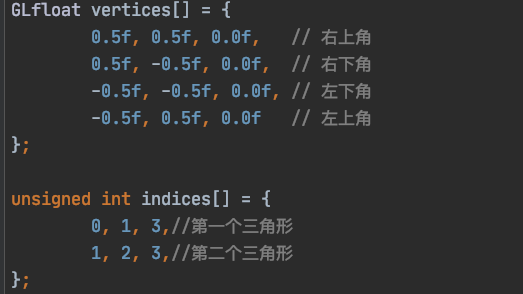 GLfloat vertices[] = {
0.5f, 0.5f, 0.0f, // 右上角
0.5f, -0.5f, 0.0f, // 右下角
-0.5f, -0.5f, 0.0f, // 左下角
-0.5f, 0.5f, 0.0f // 左上角
};
unsigned int indices[] = {
0, 1, 3,//第一个三角形
1, 2, 3,//第二个三角形
};